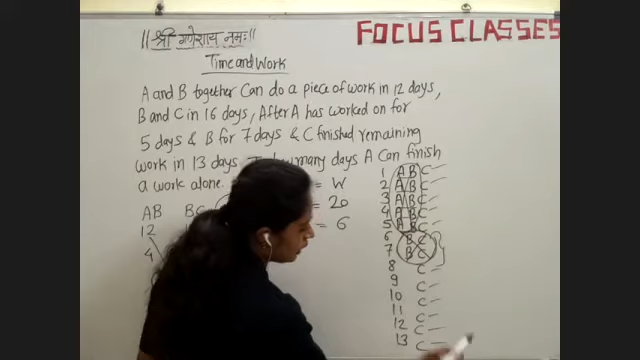 || श्री गणेशाय नमः ||
FOCUS CLASSES
Time and Work
A and B together Can do a piece of work in 12 days,
B and C in 16 days, After A has worked on for
5 days & B for 7 days & C finished remaining
work in 13 days. many days A Can finish
a work alone. = W
AB BC = 20
12 = 6
4
1 A B C —
2 A B C —
3 A B C —
4 A B C —
5 A B C —
6 B C
7 B C
8 C —
9 C —
10 C —
11 C —
12 C —
13 C —